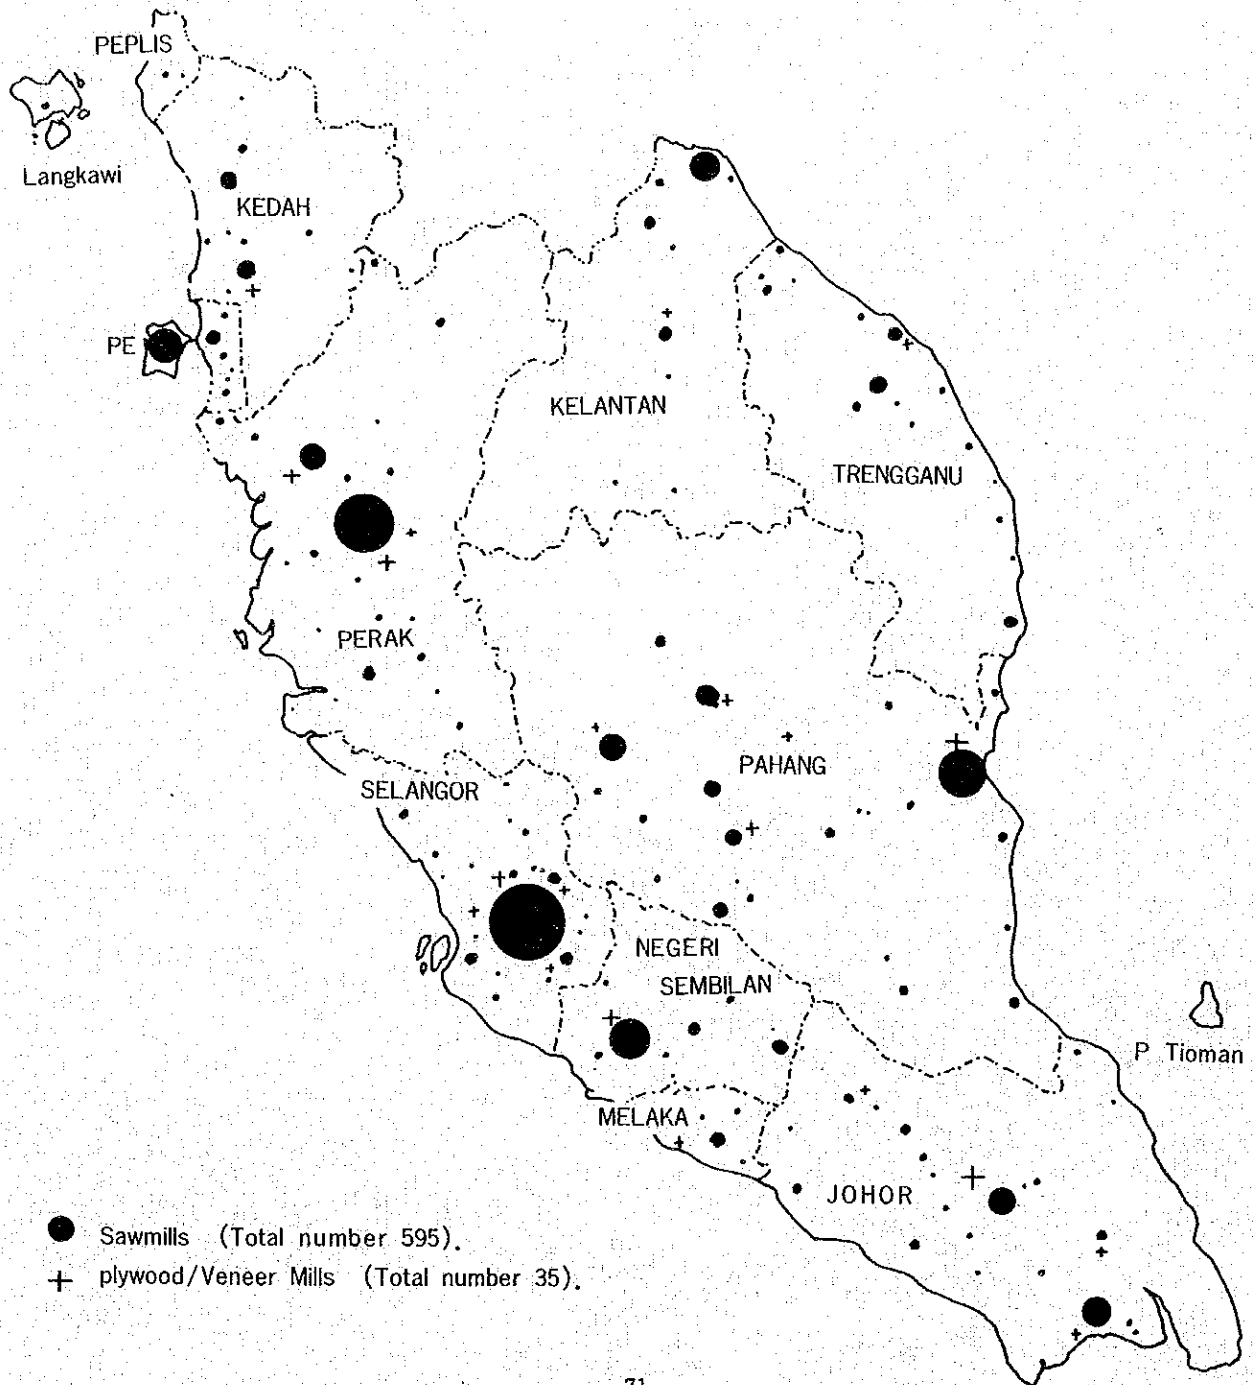 PEPLIS
Langkawi
KEDAH
PE
KELANTAN
TRENGGANU
PERAK
PAHANG
SELANGOR
NEGERI
SEMBILAN
P Tioman
MELAKA
JOHOR
Sawmills (Total number 595).
plywood/Veneer Mills (Total number 35).
71